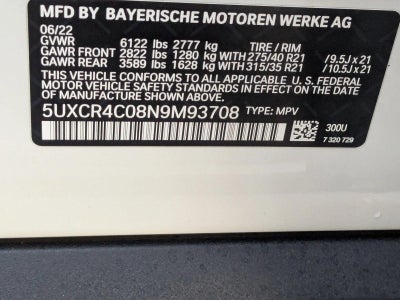 MFD BY BAYERISCHE MOTOREN WERKE AG
06/22
GVWR 6122 lbs 2777 kg TIRE / RIM
GAWR FRONT 2822 lbs 1280 kg WITH 275/40 R21 / 9.5J x 21
GAWR REAR 3589 lbs 1628 kg WITH 315/35 R21 / 10.5J x 21
THIS VEHICLE CONFORMS TO ALL APPLICABLE U. S. FEDERAL
MOTOR VEHICLE SAFETY STANDARDS IN EFFECT ON THE DATE
OF MANUFACTURE SHOWN ABOVE.
5UXCR4C08N9M93708 TYPE: MPV
300U
7 320 729